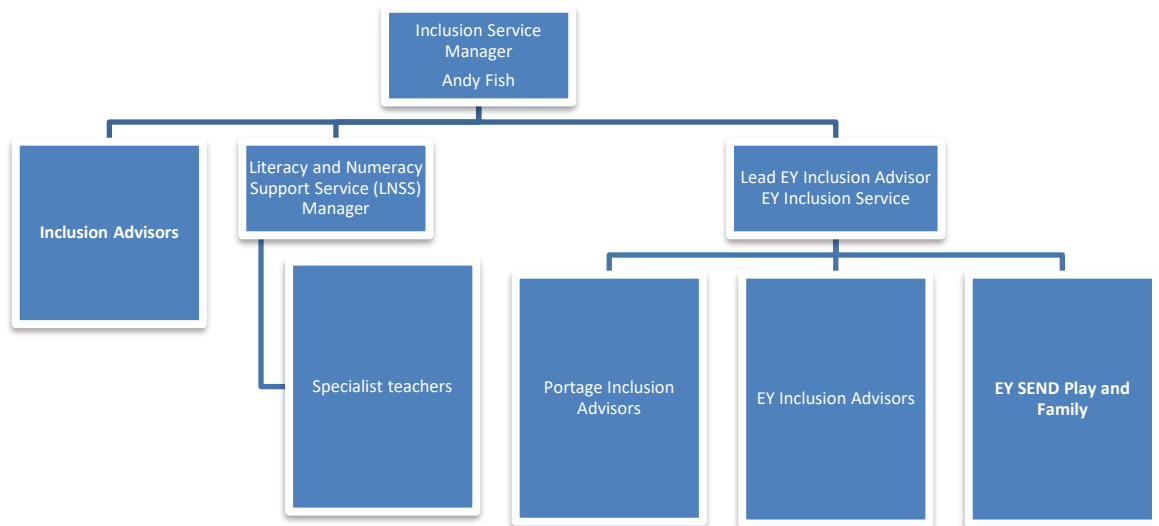 Inclusion Service
Manager
Andy Fish
Inclusion Advisors
Literacy and Numeracy
Support Service (LNSS)
Manager
Lead EY Inclusion Advisor
EY Inclusion Service
Specialist teachers
Portage Inclusion
Advisors
EY Inclusion Advisors
EY SEND Play and
Family